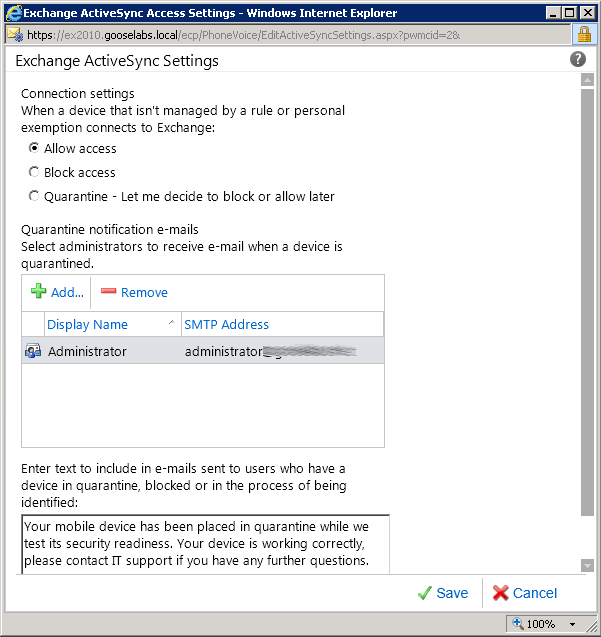 Exchange ActiveSync Access Settings - Windows Internet Explorer
https://ex2010.gooselabs.local/ecp/PhoneVoice/EditActiveSyncSettings.aspx?pwmcid=2&
Exchange ActiveSync Settings
?
Connection settings
When a device that isn't managed by a rule or personal
exemption connects to Exchange:
Allow access
Block access
Quarantine - Let me decide to block or allow later
Quarantine notification e-mails
Select administrators to receive e-mail when a device is
quarantined.
Add... Remove
Display Name SMTP Address
Administrator administrator
Enter text to include in e-mails sent to users who have a
device in quarantine, blocked or in the process of being
identified:
Your mobile device has been placed in quarantine while we
test its security readiness. Your device is working correctly,
please contact IT support if you have any further questions.
Save Cancel
100%